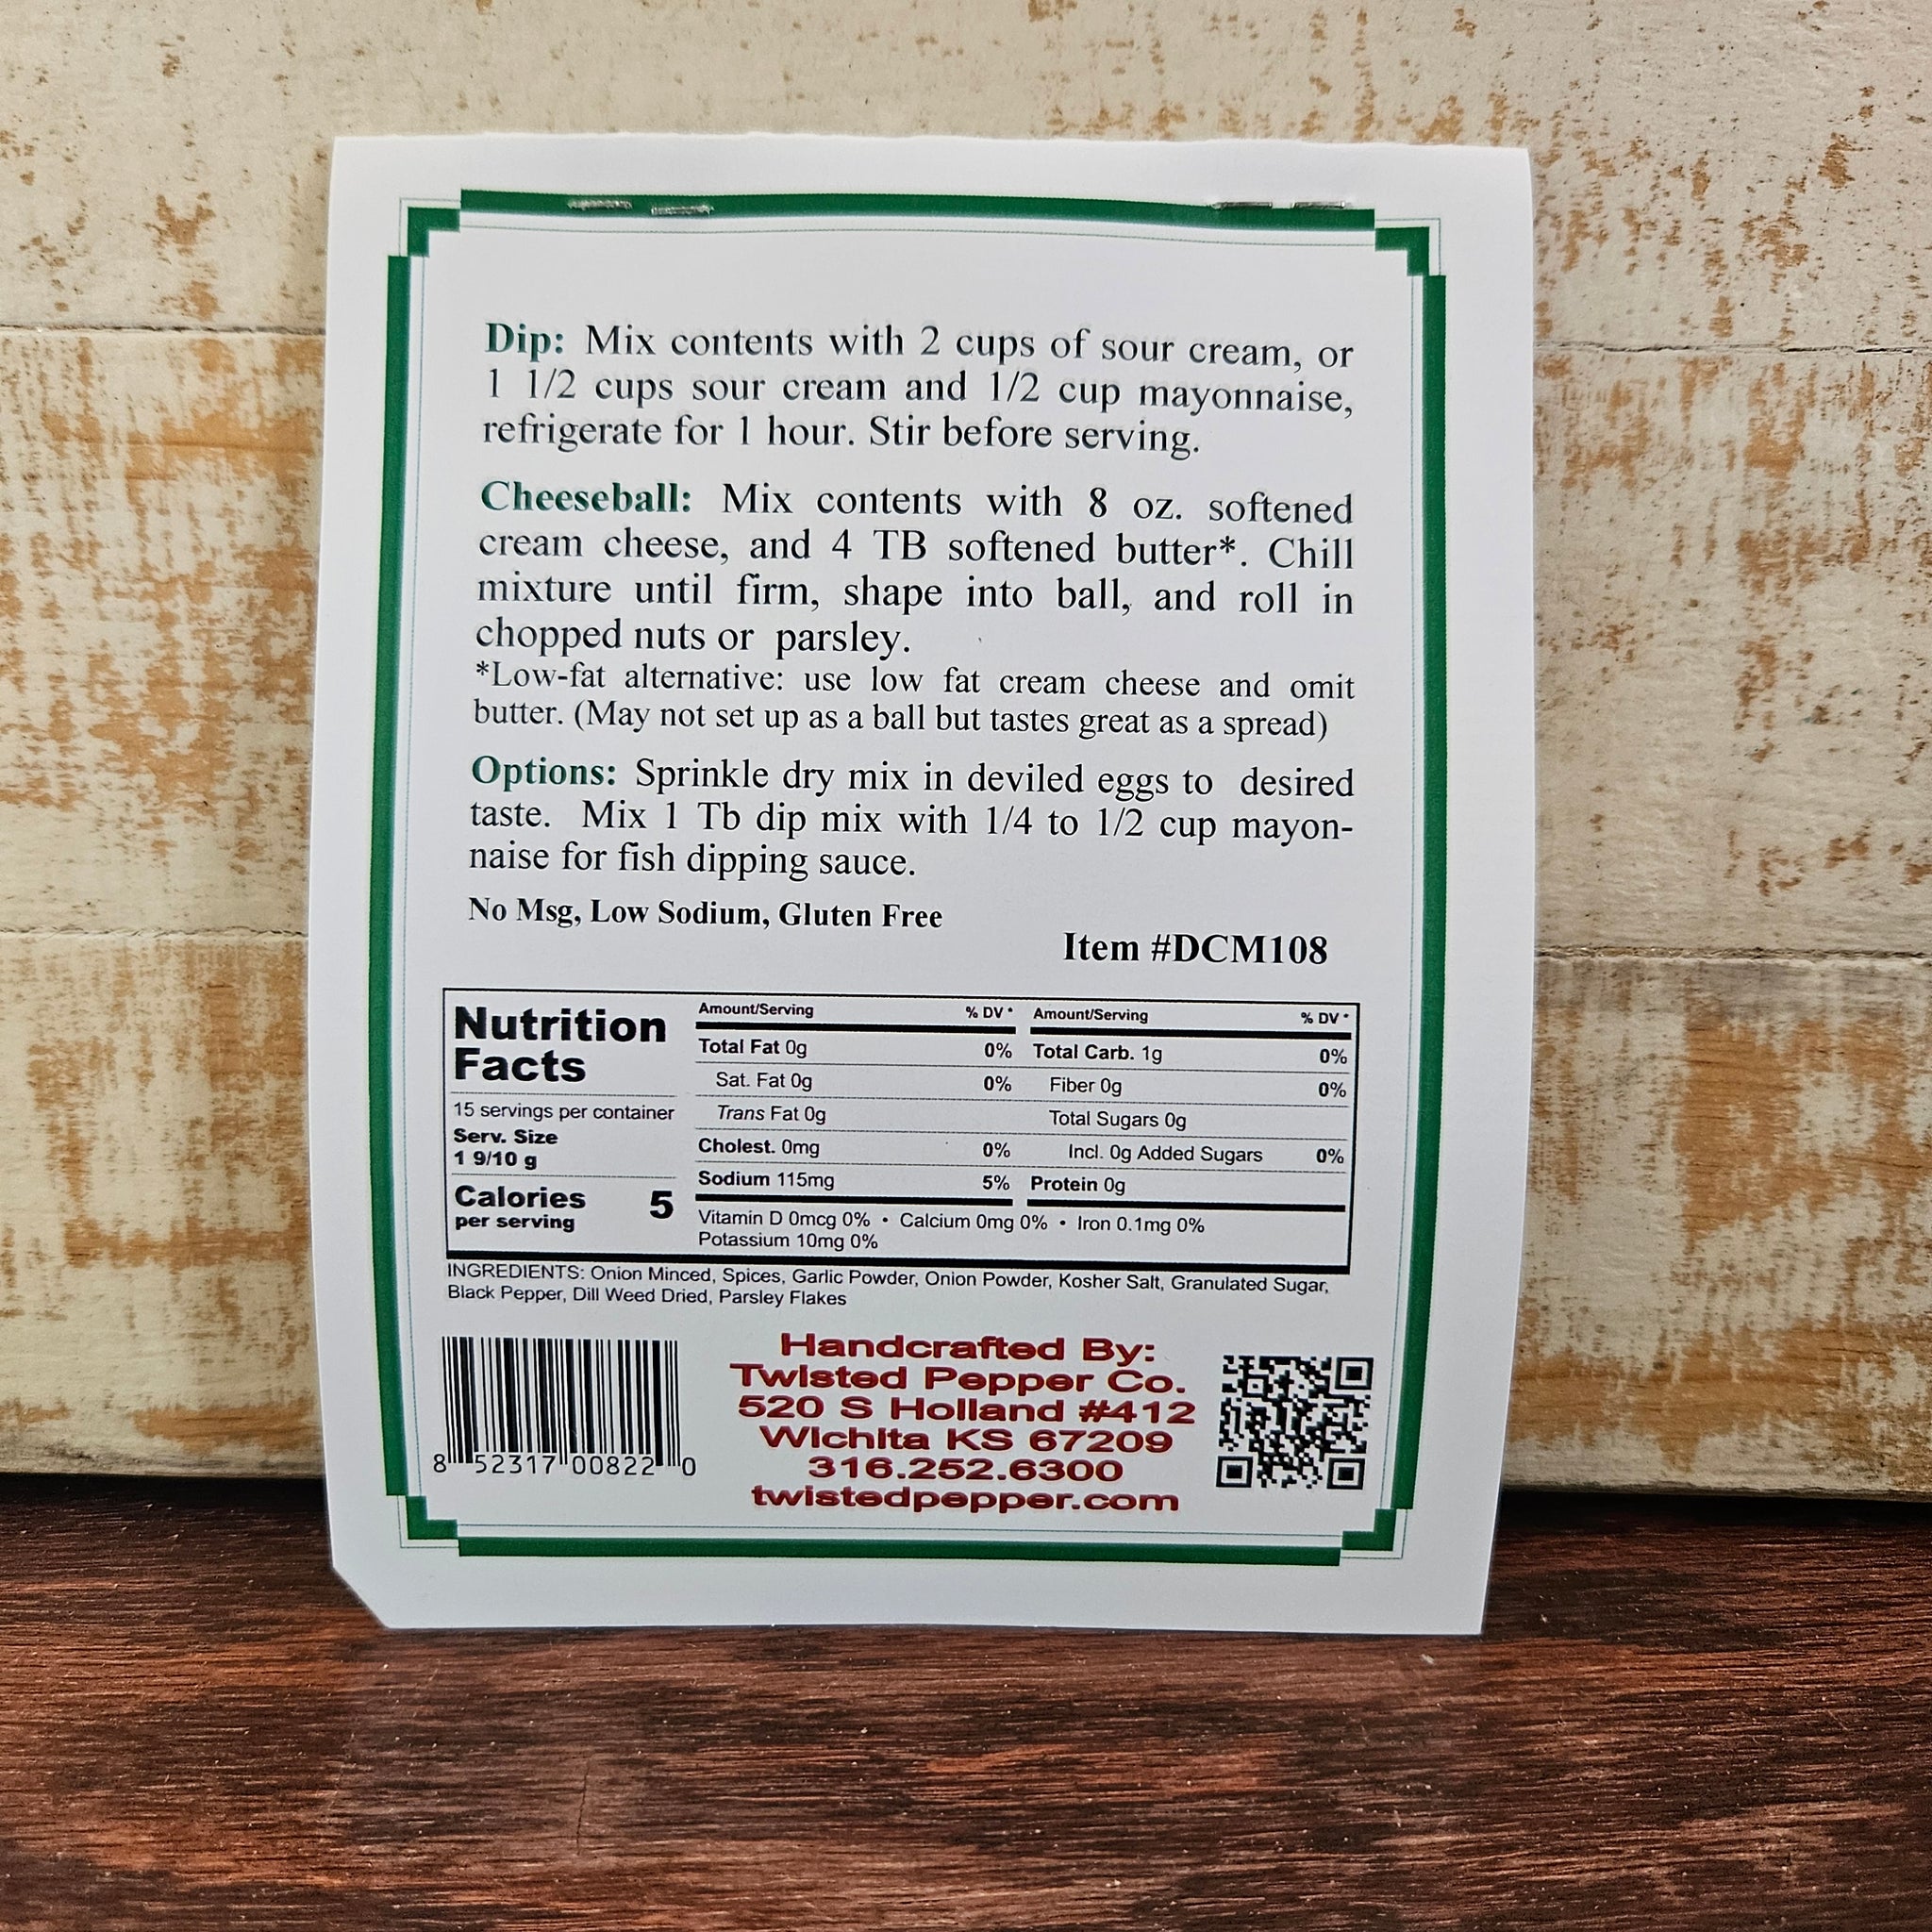 Dip: Mix contents with 2 cups of sour cream, or
1 1/2 cups sour cream and 1/2 cup mayonnaise,
refrigerate for 1 hour. Stir before serving.
Cheeseball: Mix contents with 8 oz. softened
cream cheese, and 4 TB softened butter*. Chill
mixture until firm, shape into ball, and roll in
chopped nuts or parsley.
*Low-fat alternative: use low fat cream cheese and omit
butter. (May not set up as a ball but tastes great as a spread)
Options: Sprinkle dry mix in deviled eggs to desired
taste. Mix 1 Tb dip mix with 1/4 to 1/2 cup mayon-
naise for fish dipping sauce.
No Msg, Low Sodium, Gluten Free
Item #DCM108
Nutrition
Facts
15 servings per container
Serv. Size
1 9/10 g
Calories 5
per serving
Amount/Serving % DV *
Total Fat 0g 0%
Sat. Fat 0g 0%
Trans Fat 0g
Cholest. 0mg 0%
Sodium 115mg 5%
Amount/Serving % DV *
Total Carb. 1g 0%
Fiber 0g 0%
Total Sugars 0g
Incl. 0g Added Sugars 0%
Protein 0g
Vitamin D 0mcg 0% • Calcium 0mg 0% • Iron 0.1mg 0%
Potassium 10mg 0%
INGREDIENTS: Onion Minced, Spices, Garlic Powder, Onion Powder, Kosher Salt, Granulated Sugar,
Black Pepper, Dill Weed Dried, Parsley Flakes
8 52317 00822 0
Handcrafted By:
Twisted Pepper Co.
520 S Holland #412
Wichita KS 67209
316.252.6300
twistedpepper.com